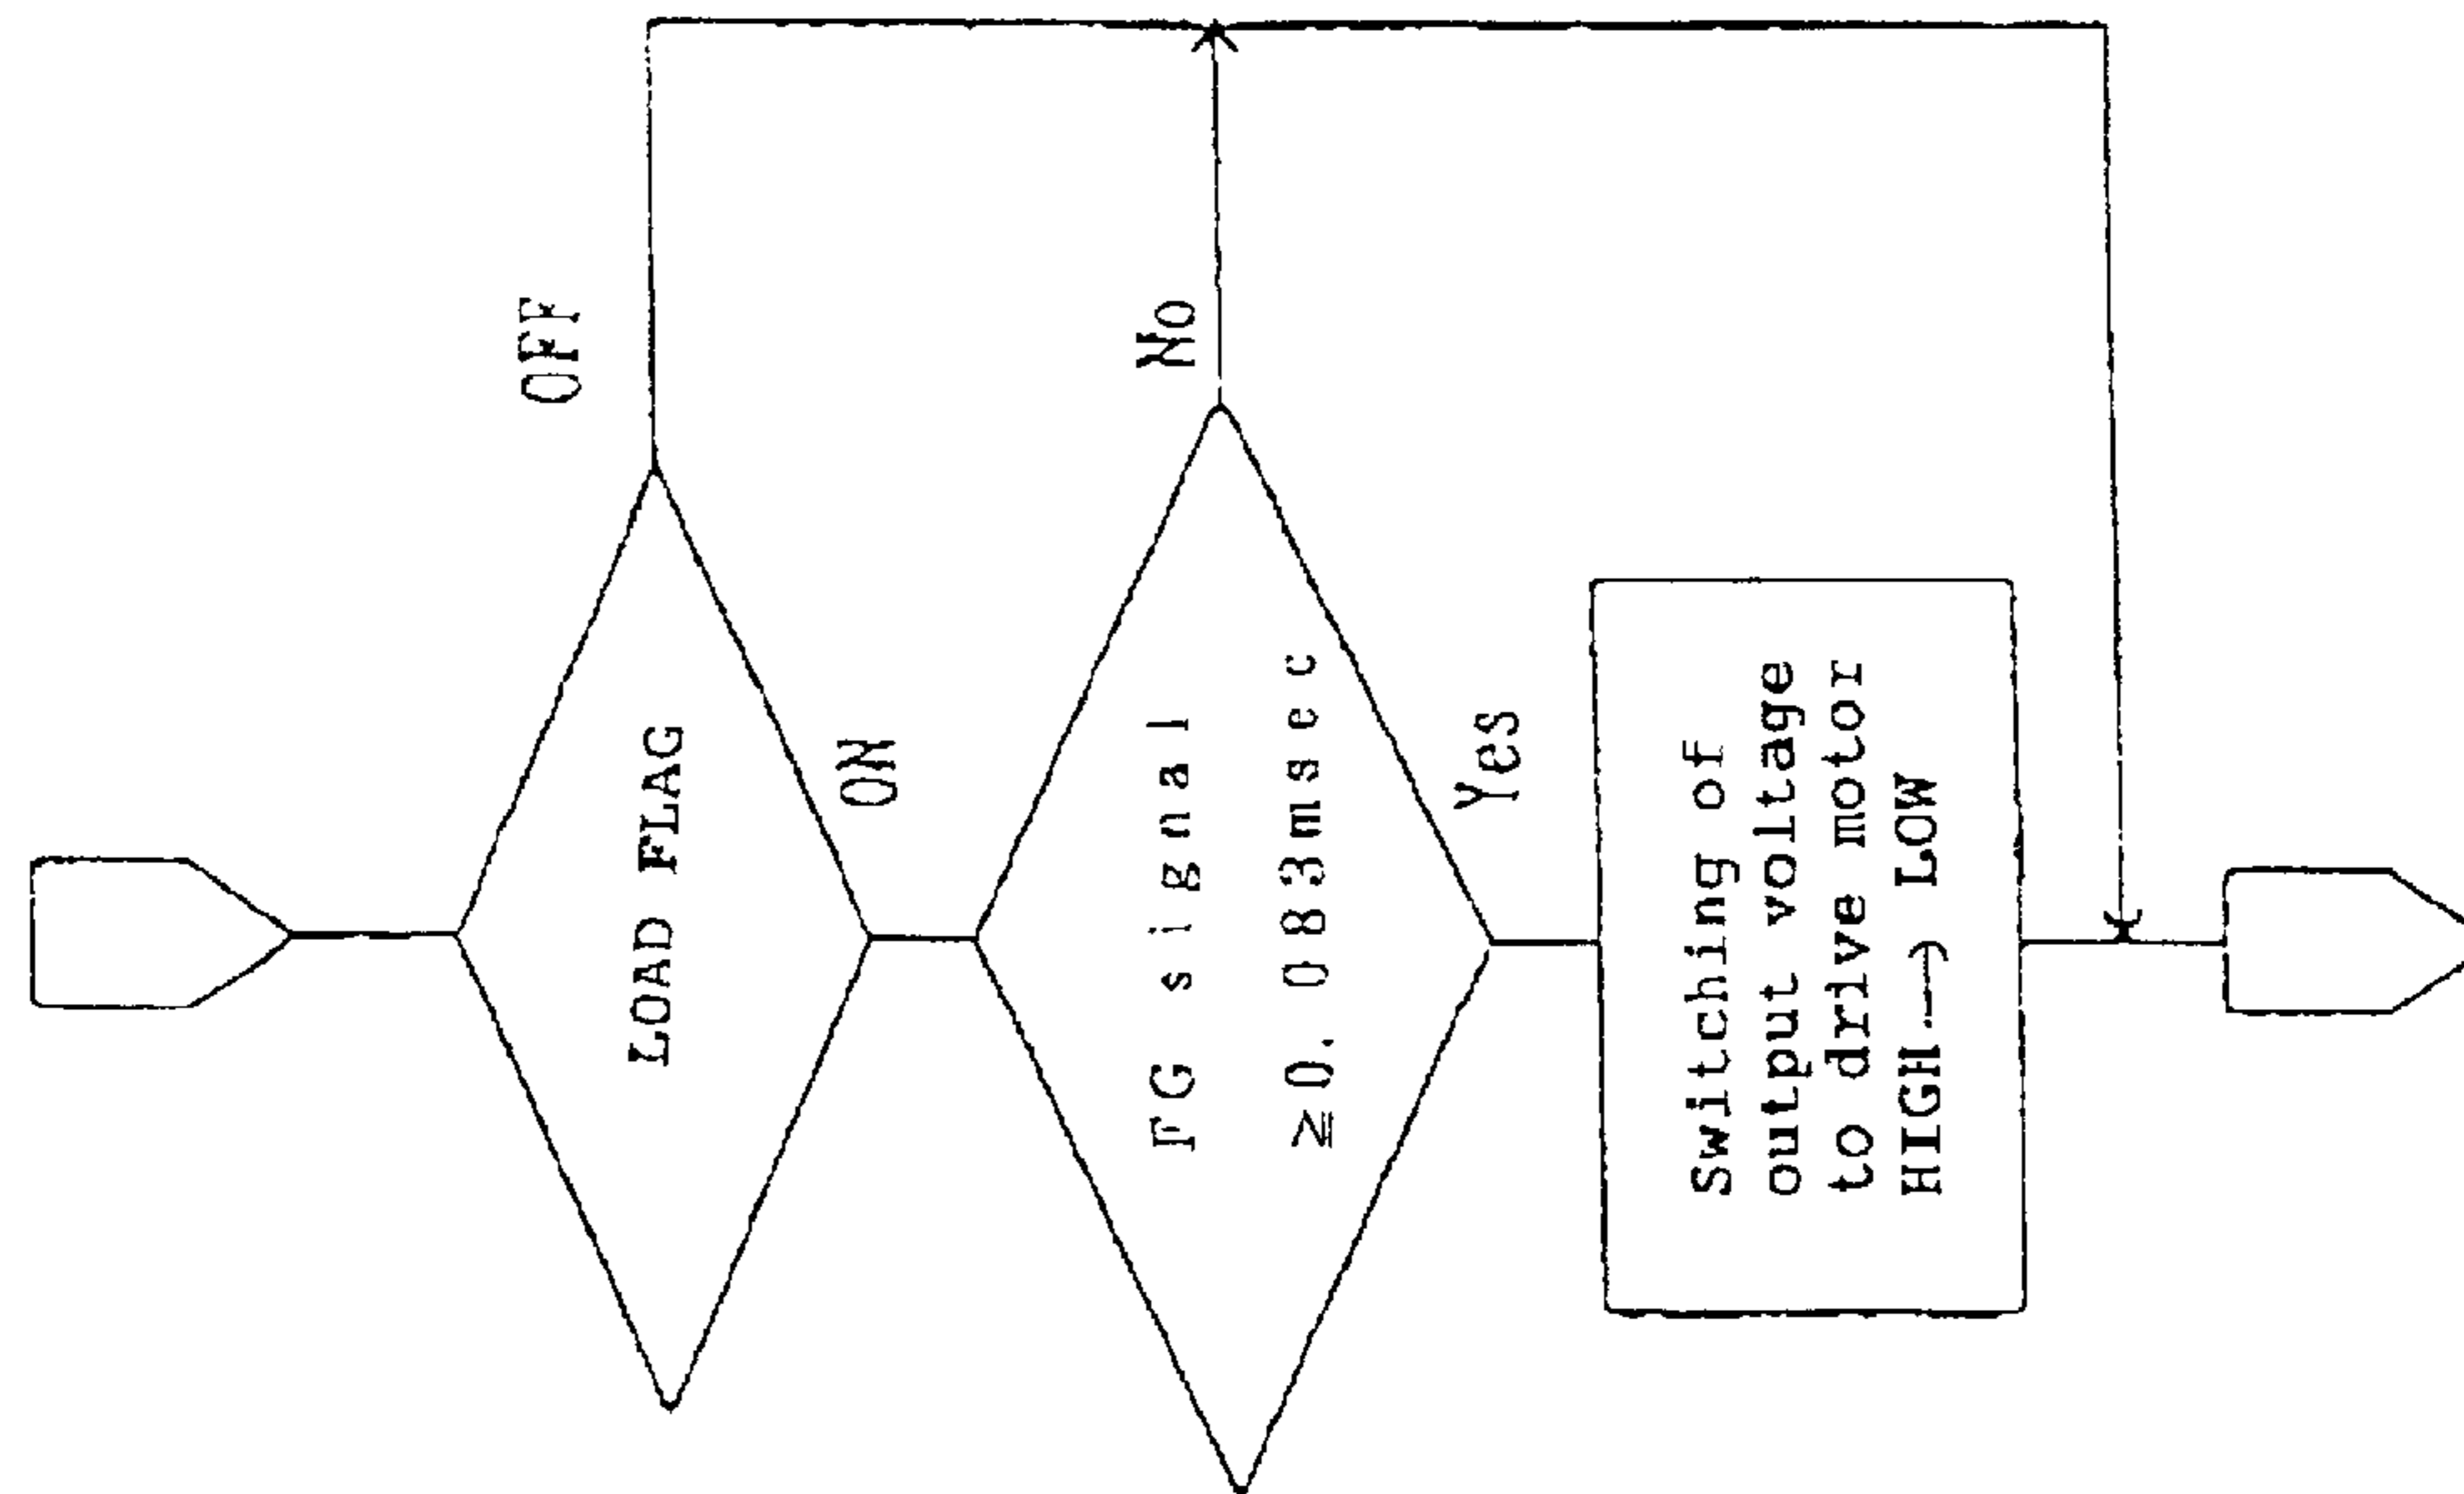 LOAD FLAG
OFF
ON
FG signal
≧0.083msec
No
Yes
Switching of
output voltage
to drive motor
HIGH → LOW